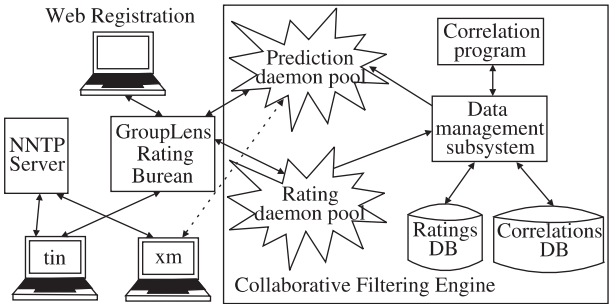 Web Registration
NNTP
Server
GroupLens
Rating
Burean
tin
xm
Prediction
daemon pool
Rating
daemon pool
Correlation
program
Data
management
subsystem
Ratings
DB
Correlations
DB
Collaborative Filtering Engine